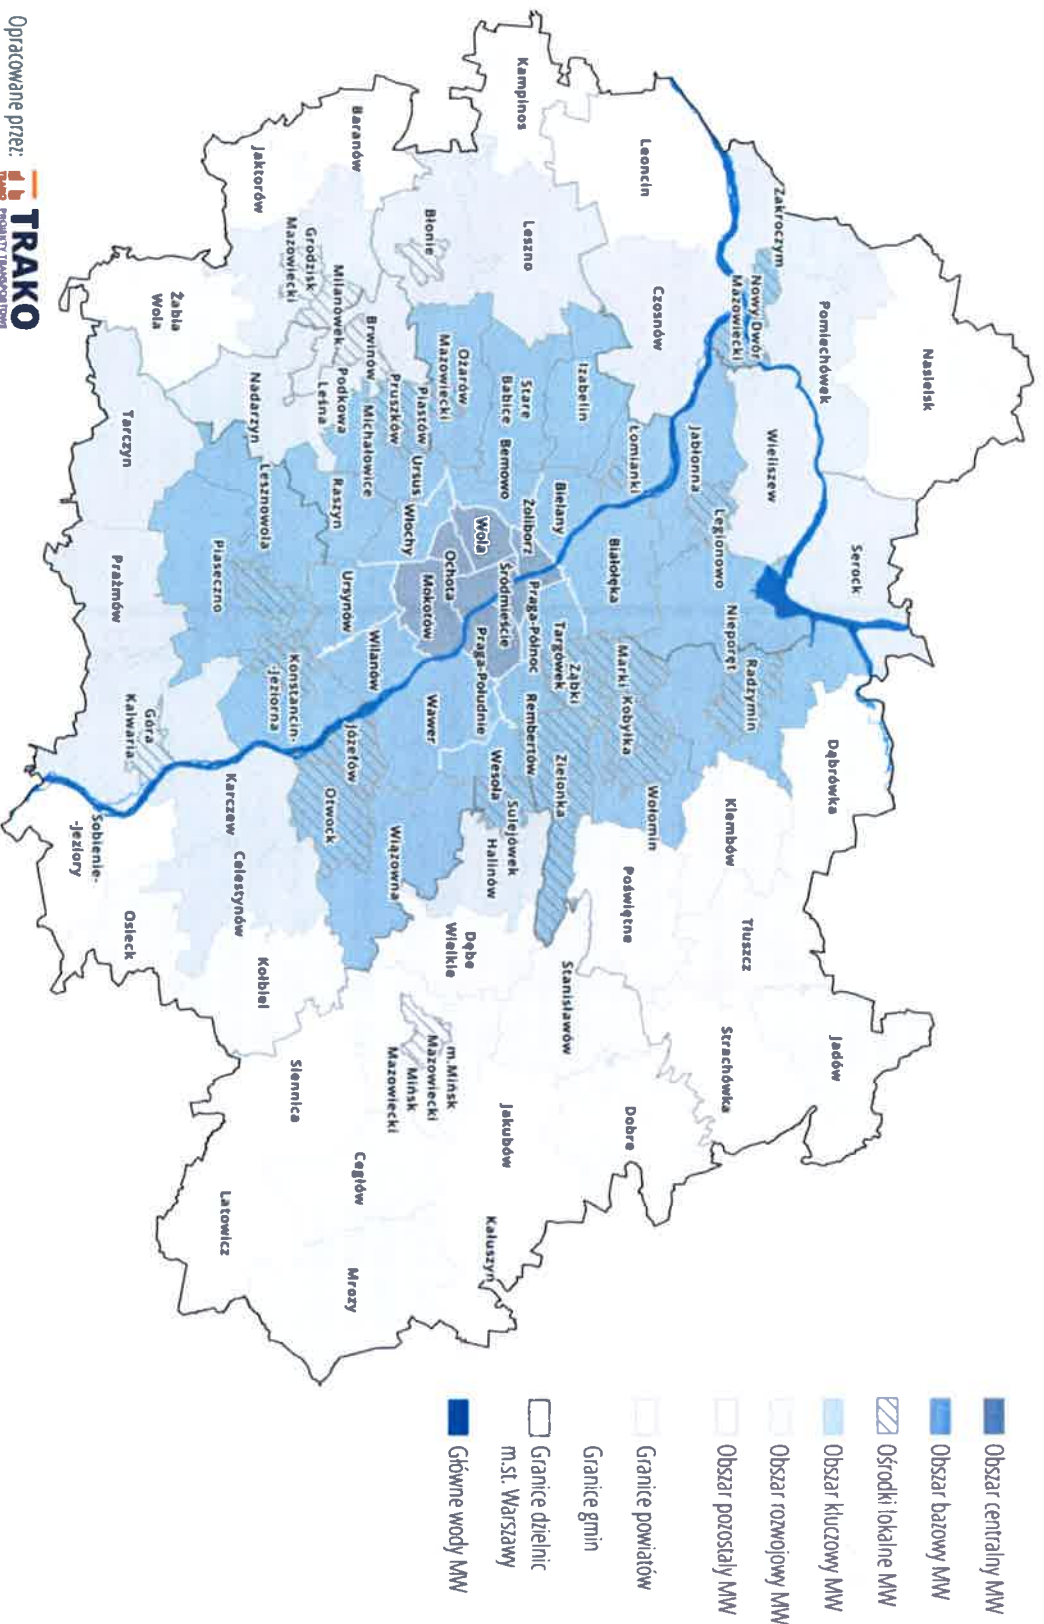 Nasielsk
Zakroczym
Pomiechówek
Serock
Dąbrówka
Jadów
Nowy Dwór
Mazowiecki
Wieliszew
Leoncin
Czosnów
Jabłonna
Legionowo
Nieporęt
Radzymin
Klembów
Tłuszcz
Strachówka
Kampinos
Leszno
Izabelin
Łomianki
Białołęka
Marki
Kobyłka
Wołomin
Poświętne
Dobre
Stare
Babice
Bemowo
Bielany
Żoliborz
Praga-Północ
Targówek
Ząbki
Rembertów
Zielonka
Stanisławów
Błonie
Ożarów
Mazowiecki
Wola
Śródmieście
Praga-Południe
Wesoła
Sulejówek
Halinów
Dębe
Wielkie
Jakubów
Kałuszyn
Baranów
Brwinów
Piastów
Pruszków
Ursus
Włochy
Ochota
Mokotów
Wawer
Wiązowna
m.Mińsk
Mazowiecki
Mińsk
Mazowiecki
Jaktorów
Grodzisk
Mazowiecki
Milanówek
Podkowa
Leśna
Michałowice
Raszyn
Ursynów
Wilanów
Józefów
Otwock
Cegłów
Mrozy
Żabia
Wola
Nadarzyn
Lesznowola
Piaseczno
Konstancin-
-Jeziorna
Karczew
Celestynów
Kołbiel
Siennica
Latowicz
Tarczyn
Prażmów
Góra
Kalwaria
Sobienie-
-Jeziory
Osieck
Obszar centralny MW
Obszar bazowy MW
Ośrodki lokalne MW
Obszar kluczowy MW
Obszar rozwojowy MW
Obszar pozostały MW
Granice powiatów
Granice gmin
Granice dzielnic
m.st. Warszawy
Główne wody MW
Opracowane przez:
TRAKO
PROJEKTY TRANSPORTOWE